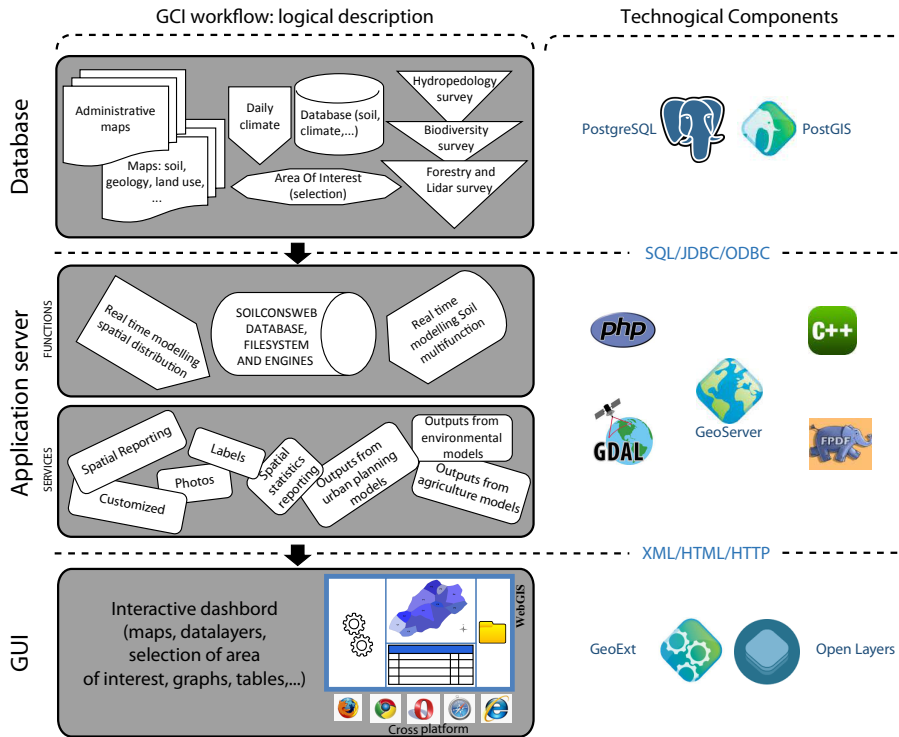 GCI workflow: logical description
Technogical Components
Database
Administrative
maps
Maps: soil,
geology, land use,
...
Daily
climate
Database (soil,
climate,...)
Area Of Interest
(selection)
Hydropedology
survey
Biodiversity
survey
Forestry and
Lidar survey
PostgreSQL
PostGIS
SQL/JDBC/ODBC
Application server
FUNCTIONS
Real time modelling
spatial distribution
SOILCONSWEB
DATABASE,
FILESYSTEM
AND ENGINES
Real time
modelling Soil
multifunction
php
C++
GeoServer
GDAL
FPDF
SERVICES
Spatial Reporting
Customized
Photos
Labels
Spatial
statistics
reporting
Outputs from
urban planning
models
Outputs from
environmental
models
Outputs from
agriculture models
XML/HTML/HTTP
GUI
Interactive dashbord
(maps, datalayers,
selection of area
of interest, graphs, tables,...)
WebGIS
Cross platform
GeoExt
Open Layers